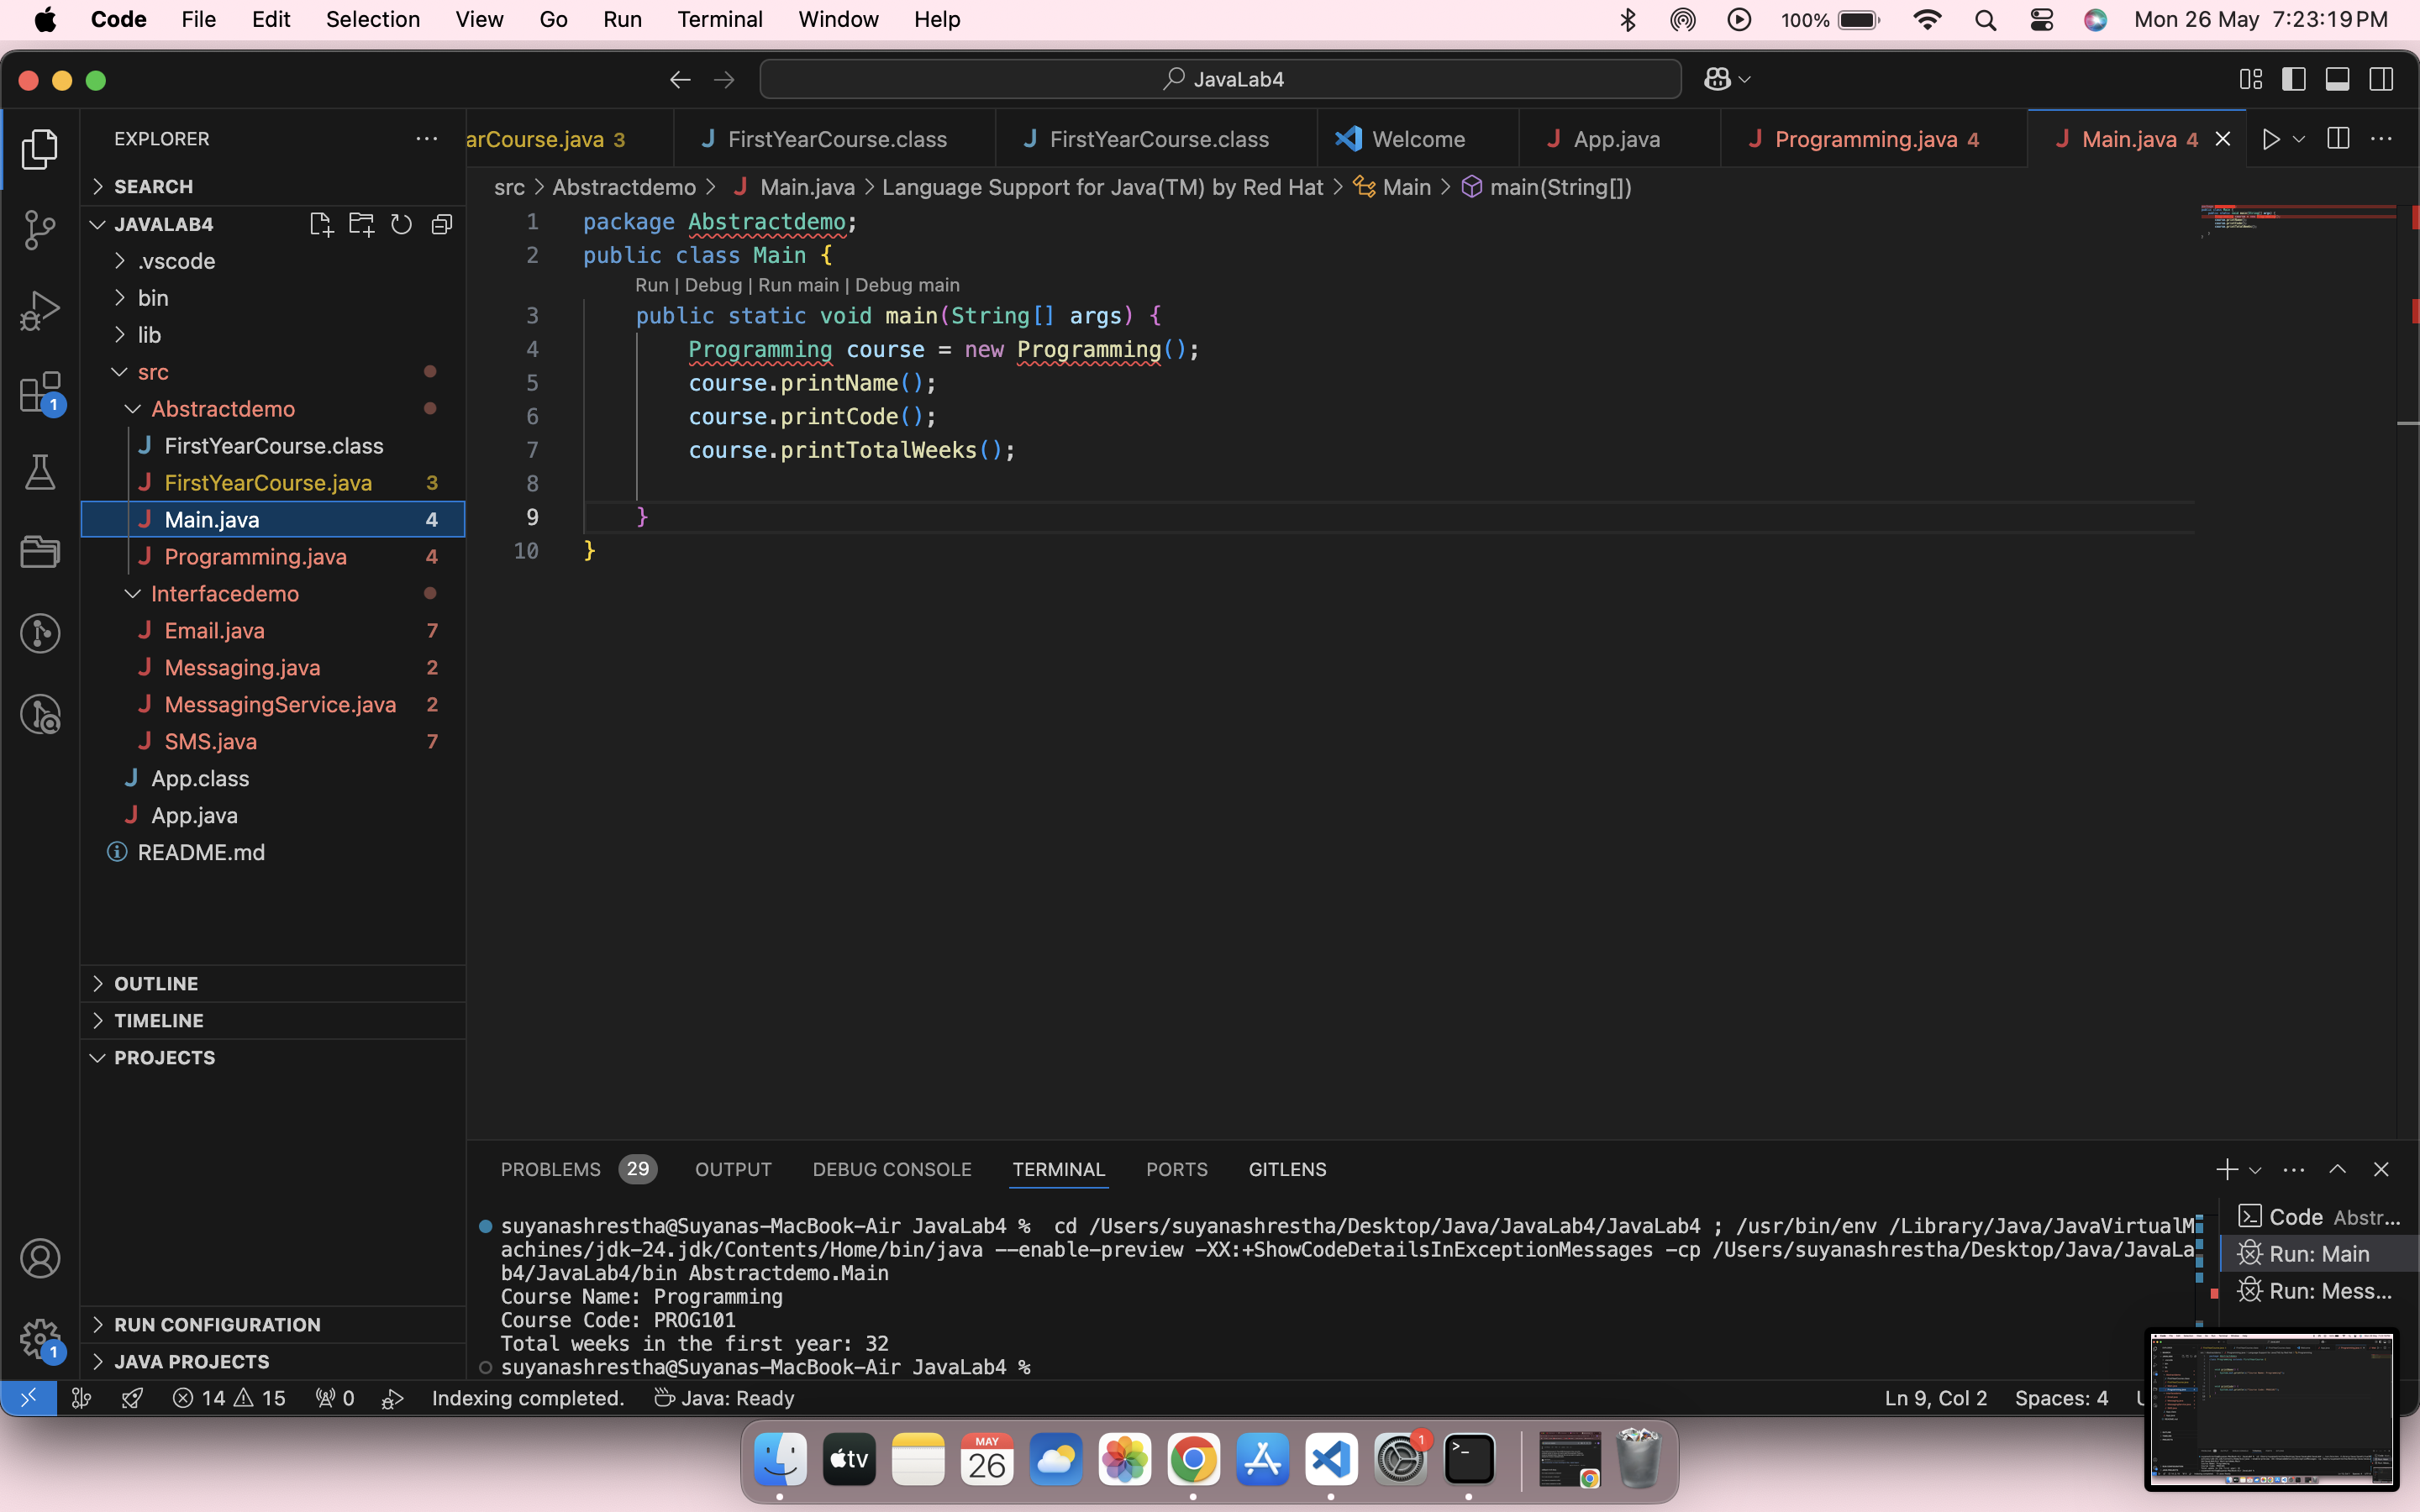 Code File Edit Selection View Go Run Terminal Window Help 100% Mon 26 May 7:23:19 PM
JavaLab4
EXPLORER
SEARCH
JAVALAB4
.vscode
bin
lib
src
Abstractdemo
FirstYearCourse.class
FirstYearCourse.java 3
Main.java 4
Programming.java 4
Interfacedemo
Email.java 7
Messaging.java 2
MessagingService.java 2
SMS.java 7
App.class
App.java
README.md
OUTLINE
TIMELINE
PROJECTS
RUN CONFIGURATION
JAVA PROJECTS
1
1
arCourse.java 3 FirstYearCourse.class FirstYearCourse.class Welcome App.java Programming.java 4 Main.java 4
src > Abstractdemo > Main.java > Language Support for Java(TM) by Red Hat > Main > main(String[])
1 package Abstractdemo;
2 public class Main {
Run | Debug | Run main | Debug main
3 public static void main(String[] args) {
4 Programming course = new Programming();
5 course.printName();
6 course.printCode();
7 course.printTotalWeeks();
8
9 }
10 }
PROBLEMS 29 OUTPUT DEBUG CONSOLE TERMINAL PORTS GITLENS
suyanashrestha@Suyanas-MacBook-Air JavaLab4 % cd /Users/suyanashrestha/Desktop/Java/JavaLab4/JavaLab4 ; /usr/bin/env /Library/Java/JavaVirtualM
achines/jdk-24.jdk/Contents/Home/bin/java --enable-preview -XX:+ShowCodeDetailsInExceptionMessages -cp /Users/suyanashrestha/Desktop/Java/JavaLa
b4/JavaLab4/bin Abstractdemo.Main
Course Name: Programming
Course Code: PROG101
Total weeks in the first year: 32
suyanashrestha@Suyanas-MacBook-Air JavaLab4 %
Code Abstr...
Run: Main
Run: Mess...
14 15 0 Indexing completed. Java: Ready Ln 9, Col 2 Spaces: 4
tv
MAY
26
1